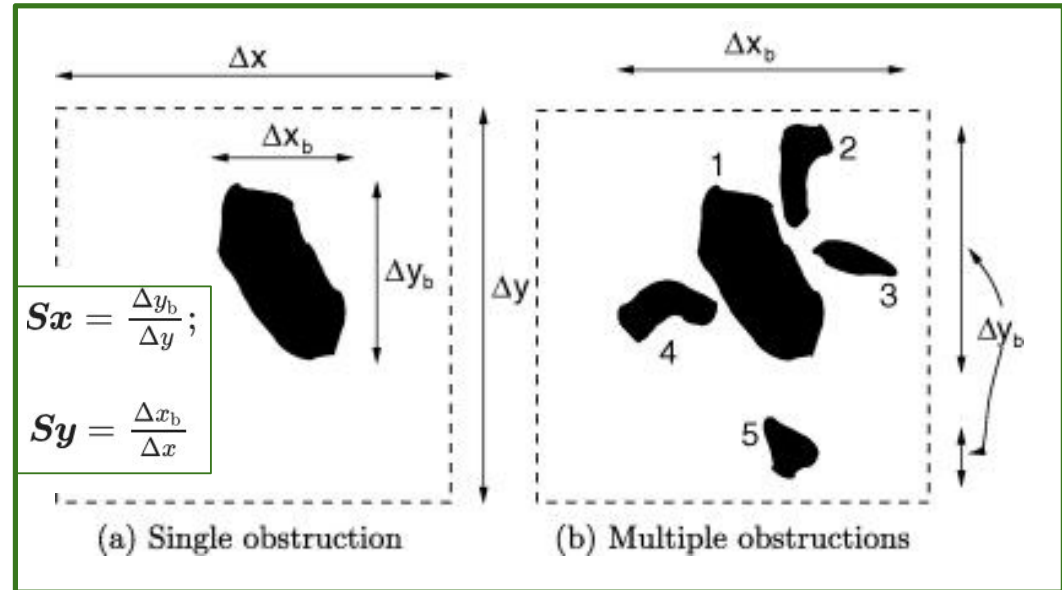 Δx
Δx_b
Δx_b
1
2
Δy_b
Δy
3
Δy_b
Sx = Δy_b/Δy;
4
Sy = Δx_b/Δx
5
(a) Single obstruction
(b) Multiple obstructions